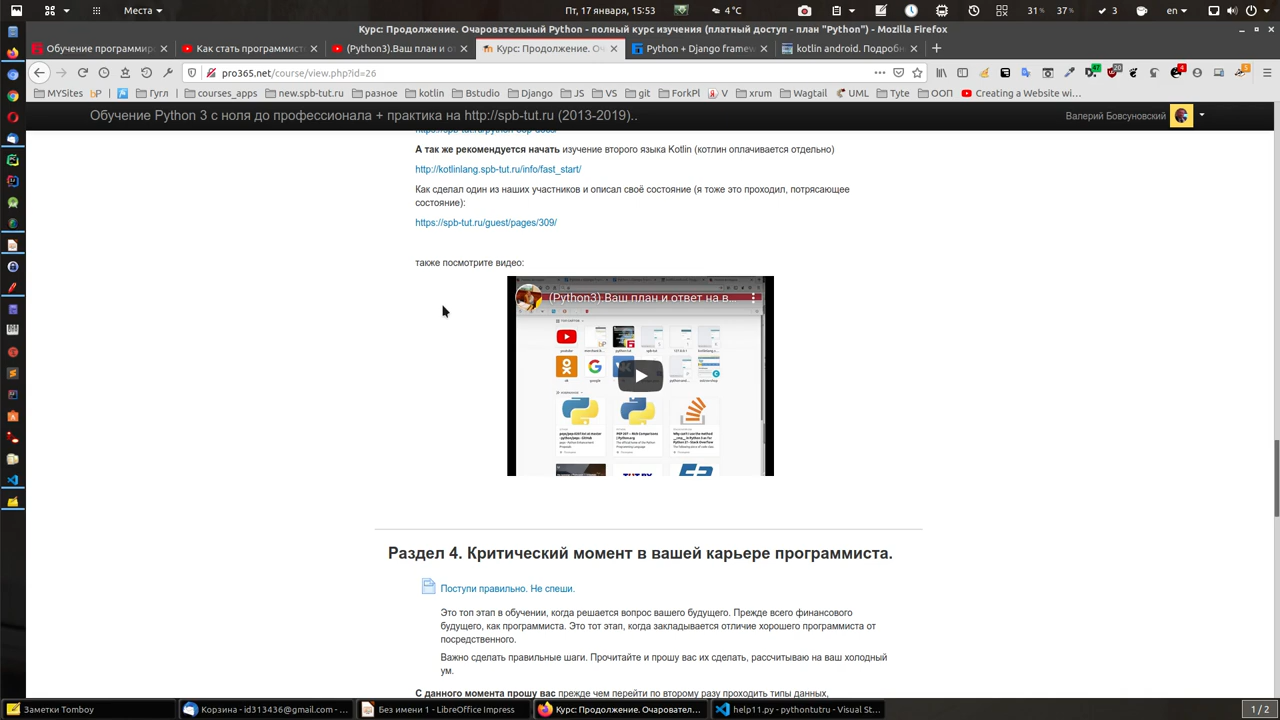 Места
Пт, 17 января, 15:53
4°C
31%
37%
en
Курс: Продолжение. Очаровательный Python - полный курс изучения (платный доступ - план "Python") - Mozilla Firefox
Обучение программир
Как стать программист
(Python3).Ваш план и от
Курс: Продолжение. Оч
Python + Django framew
kotlin android. Подробн
pro365.net/course/view.php?id=26
MYSites
bP
Гугл
courses_apps
new.spb-tut.ru
разное
kotlin
Bstudio
Django
JS
VS
git
ForkPl
V
xrum
Wagtail
UML
Tyte
ООП
Creating a Website wi…
Обучение Python 3 с ноля до профессионала + практика на http://spb-tut.ru (2013-2019)..
Валерий Бовсуновский
А так же рекомендуется начать изучение второго языка Kotlin (котлин оплачивается отдельно)
http://kotlinlang.spb-tut.ru/info/fast_start/
Как сделал один из наших участников и описал своё состояние (я тоже это проходил, потрясающее
состояние):
https://spb-tut.ru/guest/pages/309/
также посмотрите видео:
(Python3).Ваш план и ответ на в…
Раздел 4. Критический момент в вашей карьере программиста.
Поступи правильно. Не спеши.
Это топ этап в обучении, когда решается вопрос вашего будущего. Прежде всего финансового
будущего, как программиста. Это тот этап, когда закладывается отличие хорошего программиста от
посредственного.
Важно сделать правильные шаги. Прочитайте и прошу вас их сделать, рассчитываю на ваш холодный
ум.
С данного момента прошу вас прежде чем перейти по второму разу проходить типы данных,
Заметки Tomboy
Корзина - id313436@gmail.com - …
Без имени 1 - LibreOffice Impress
Курс: Продолжение. Очаровател…
help11.py - pythontutru - Visual St…
1 / 2